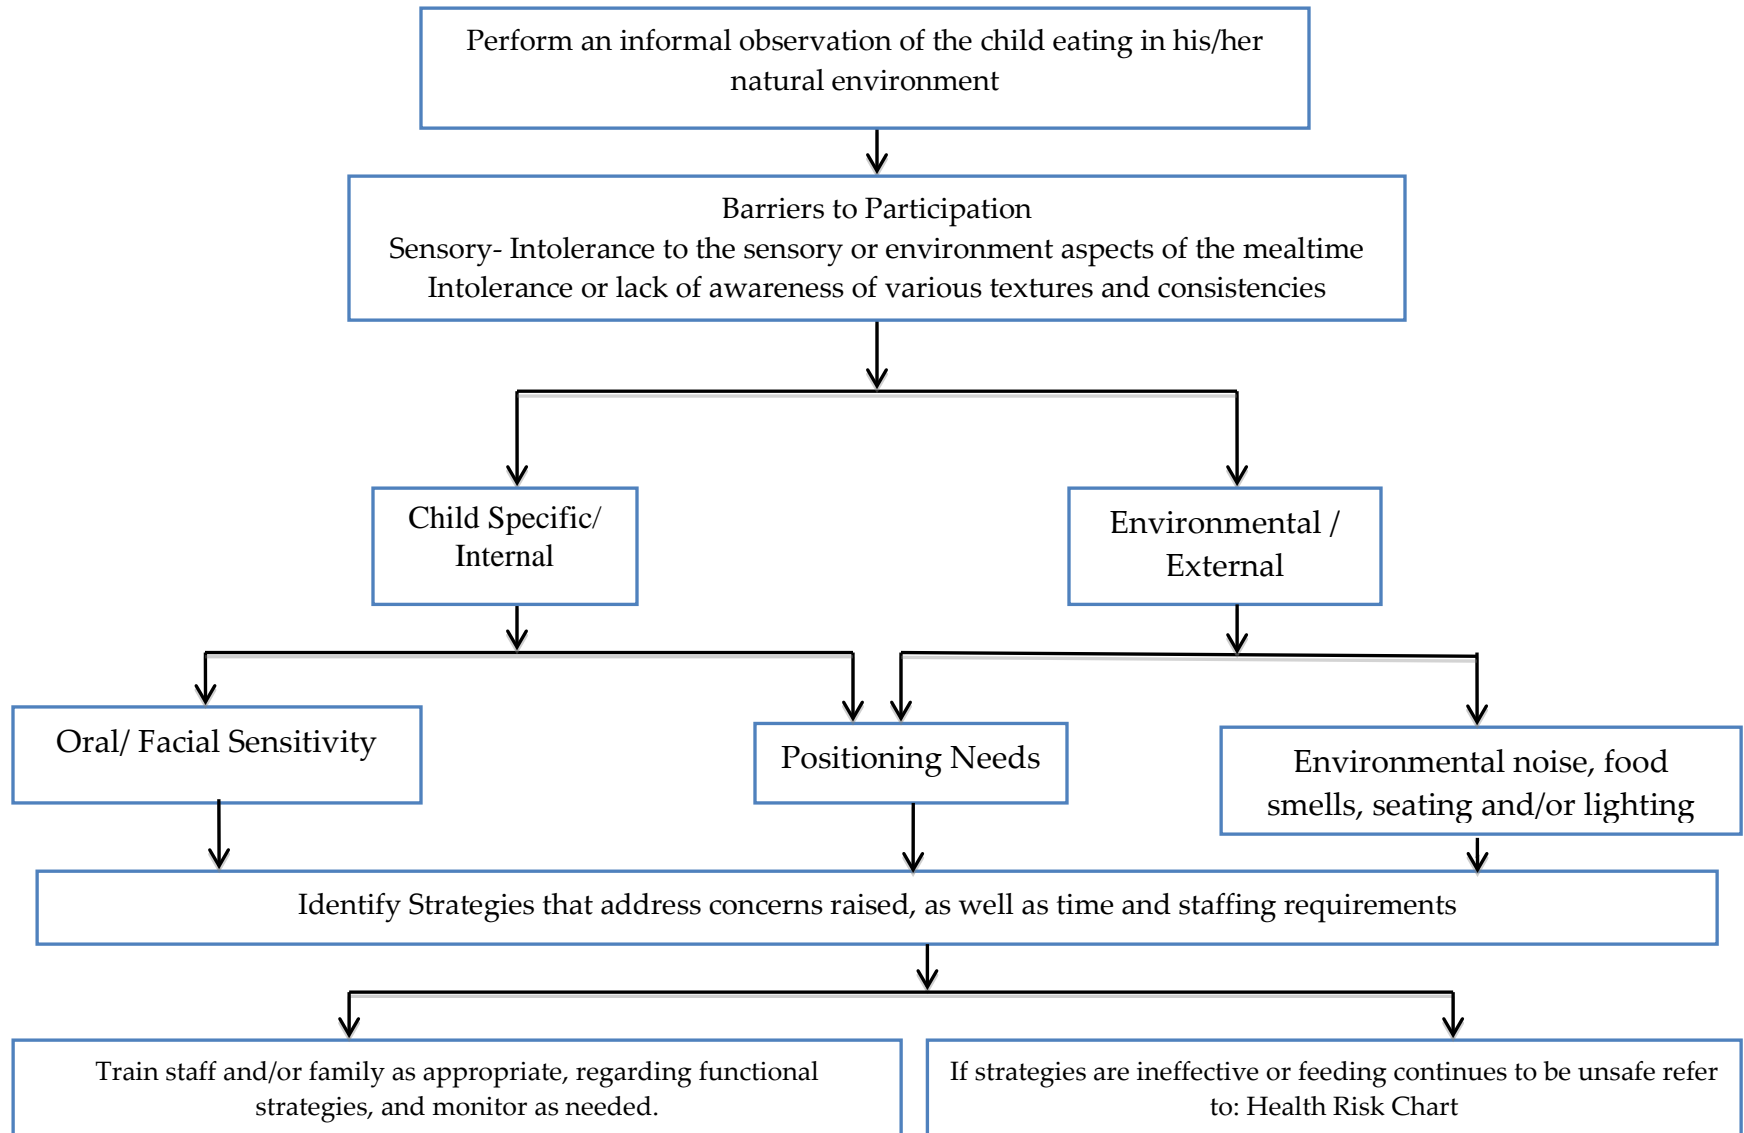 Perform an informal observation of the child eating in his/her
natural environment
Barriers to Participation
Sensory- Intolerance to the sensory or environment aspects of the mealtime
Intolerance or lack of awareness of various textures and consistencies
Child Specific/
Internal
Environmental /
External
Oral/ Facial Sensitivity
Positioning Needs
Environmental noise, food
smells, seating and/or lighting
Identify Strategies that address concerns raised, as well as time and staffing requirements
Train staff and/or family as appropriate, regarding functional
strategies, and monitor as needed.
If strategies are ineffective or feeding continues to be unsafe refer
to: Health Risk Chart